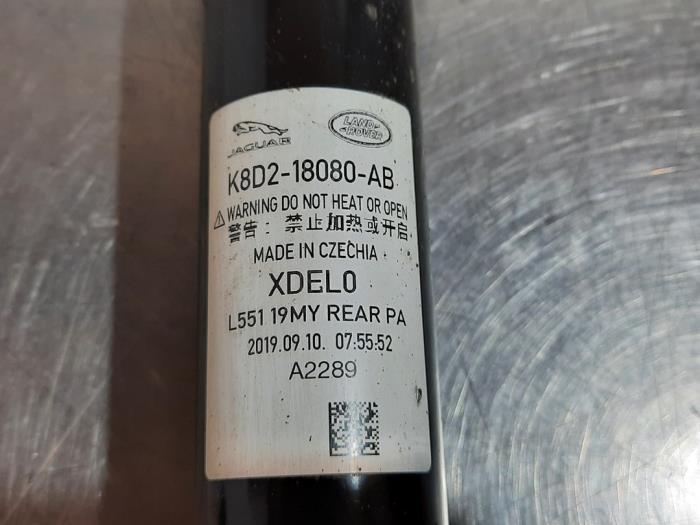 JAGUAR
LAND-
ROVER
K8D2-18080-AB
WARNING DO NOT HEAT OR OPEN
警告：禁止加热或开启
MADE IN CZECHIA
XDEL0
L551 19MY REAR PA
2019.09.10. 07:55:52
A2289